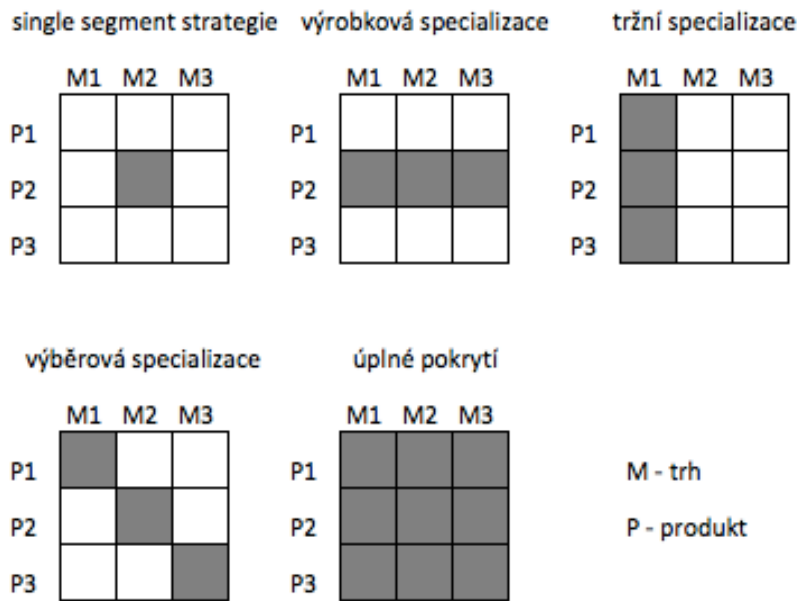 single segment strategie výrobková specializace tržní specializace
M1 M2 M3 M1 M2 M3 M1 M2 M3
P1 P1 P1
P2 P2 P2
P3 P3 P3
výběrová specializace úplné pokrytí
M1 M2 M3 M1 M2 M3
P1 P1 M - trh
P2 P2 P - produkt
P3 P3